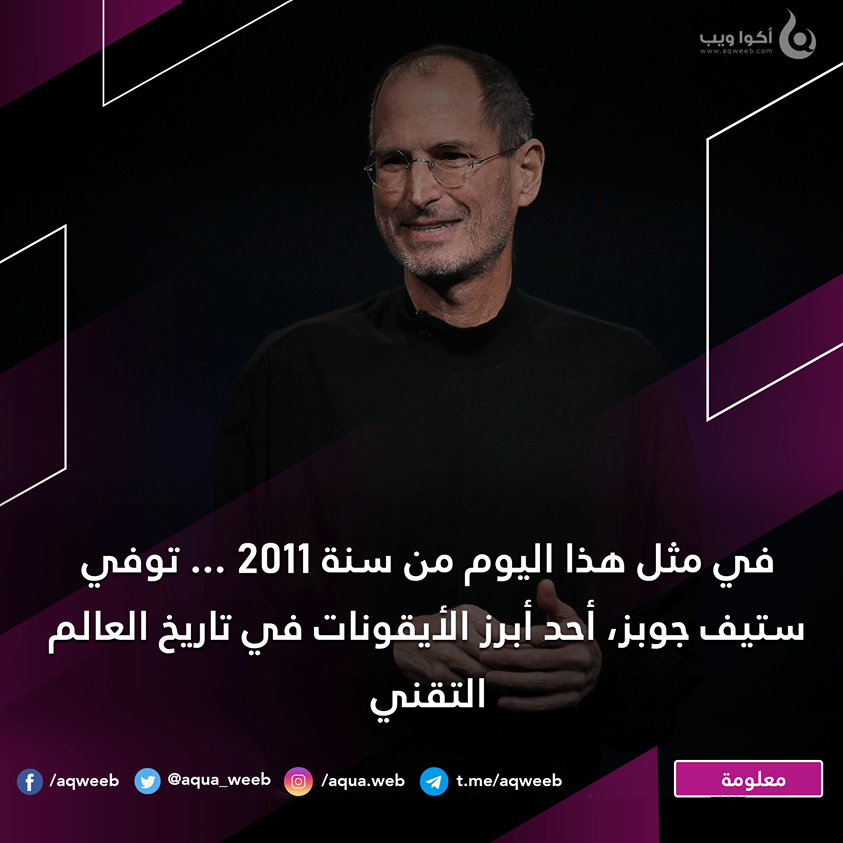 أكوا ويب
www.aqweeb.com
في مثل هذا اليوم من سنة 2011 ... توفي
ستيف جوبز، أحد أبرز الأيقونات في تاريخ العالم
التقني
/aqweeb @aqua_weeb /aqua.web t.me/aqweeb معلومة